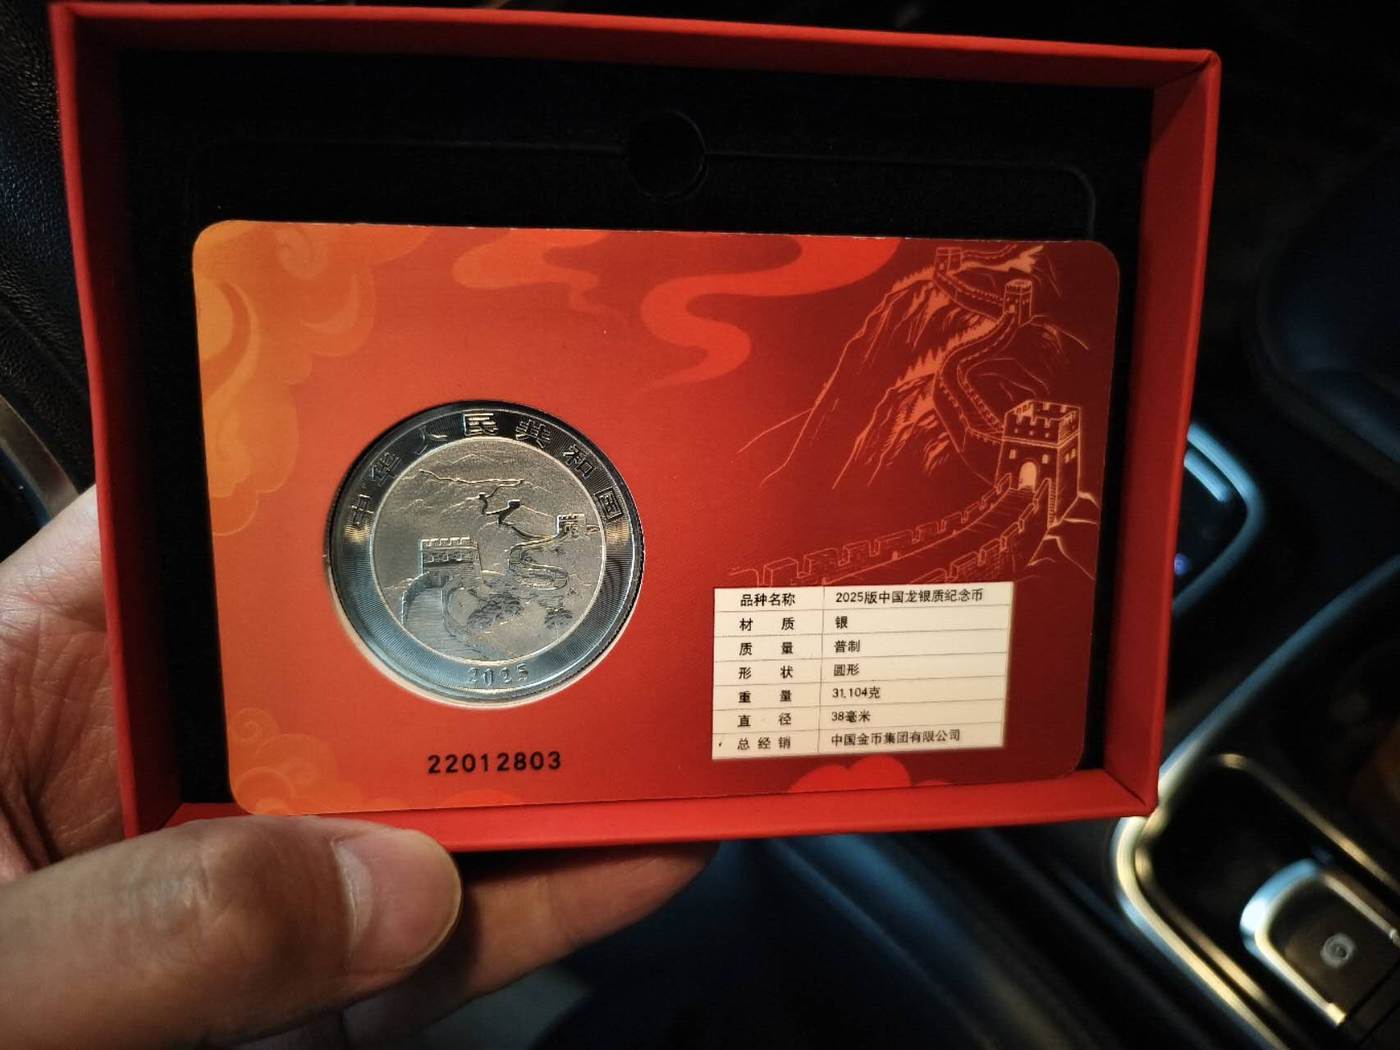 中华人民共和国
2025
22012803
品种名称 2025版中国龙银质纪念币
材 质 银
质 量 普制
形 状 圆形
重 量 31.104克
直 径 38毫米
总 经 销 中国金币集团有限公司